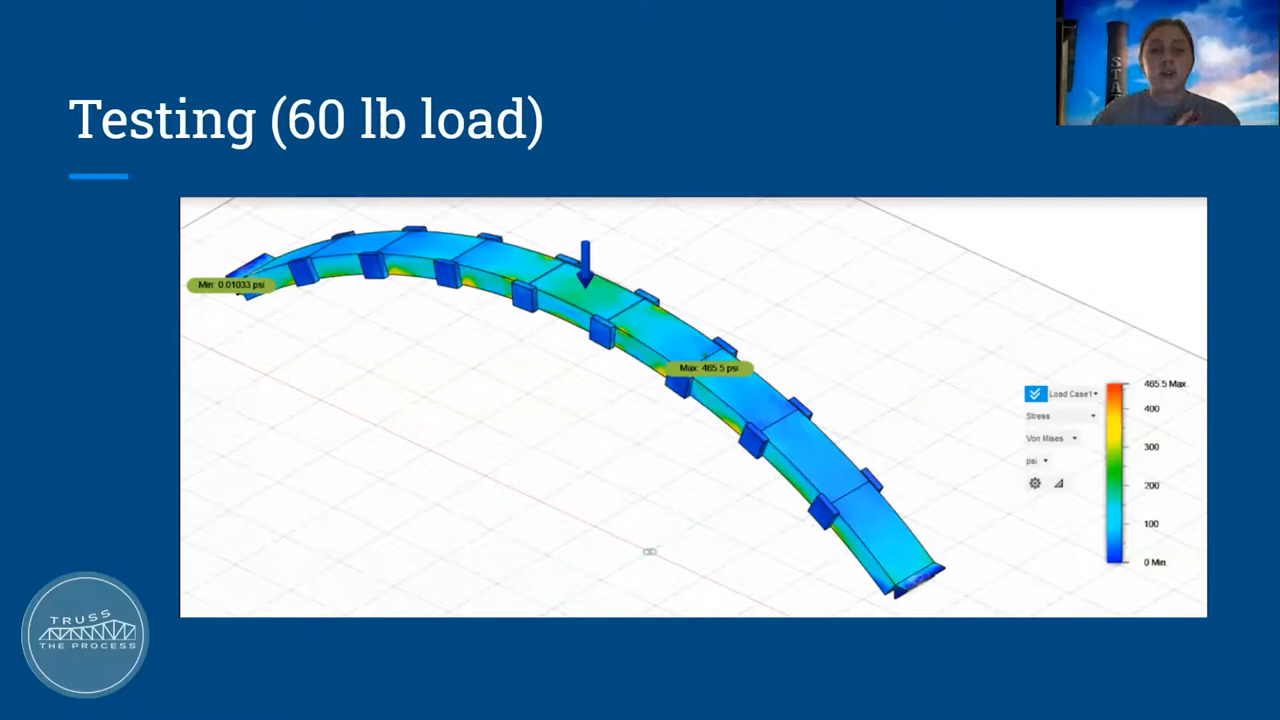 Testing (60 lb load)
STA
Min: 0.01033 psi
Max: 465.5 psi
465.5 Max.
Load Case1
400
Stress
Von Mises
300
psi
200
100
0 Min.
TRUSS
THE PROCESS